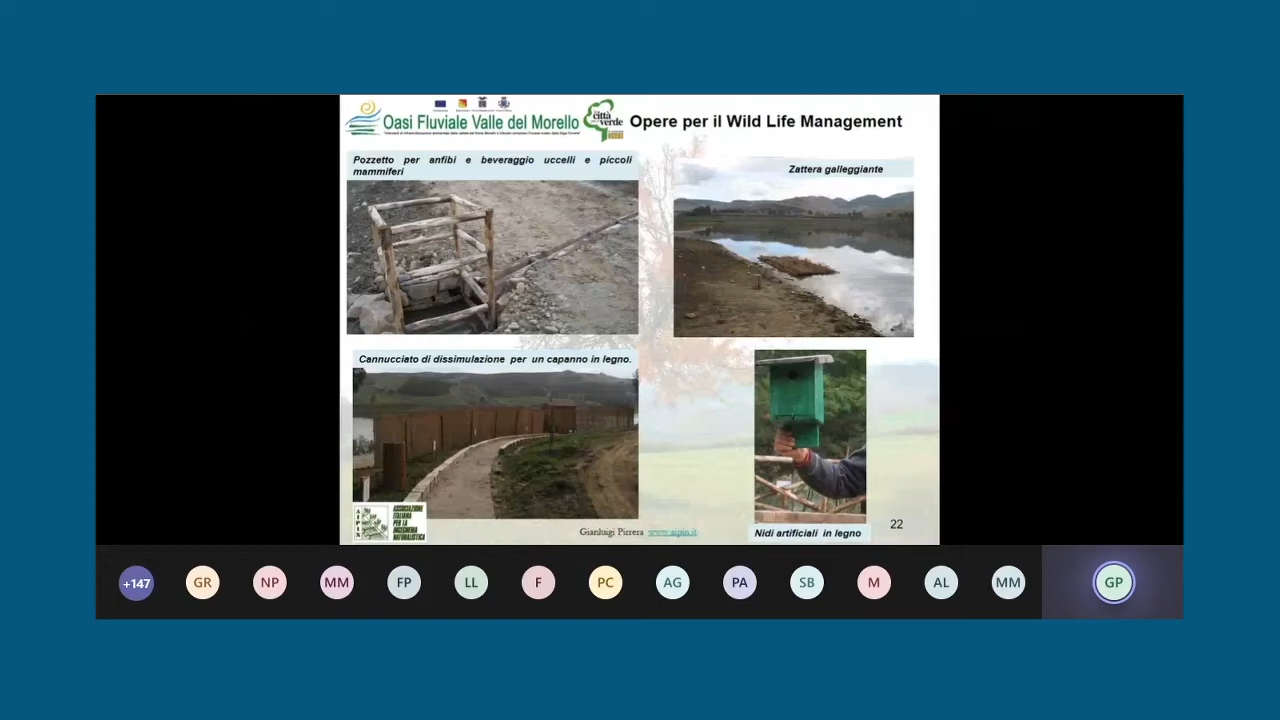 Oasi Fluviale Valle del Morello
città
verde
Opere per il Wild Life Management
Pozzetto per anfibi e beveraggio uccelli e piccoli
mammiferi
Zattera galleggiante
Cannucciato di dissimulazione per un capanno in legno.
AIPIN
ASSOCIAZIONE
ITALIANA
PER LA
INGEGNERIA
NATURALISTICA
Gianluigi Pirrera www.aipin.it
Nidi artificiali in legno
22
+147
GR
NP
MM
FP
LL
F
PC
AG
PA
SB
M
AL
MM
GP